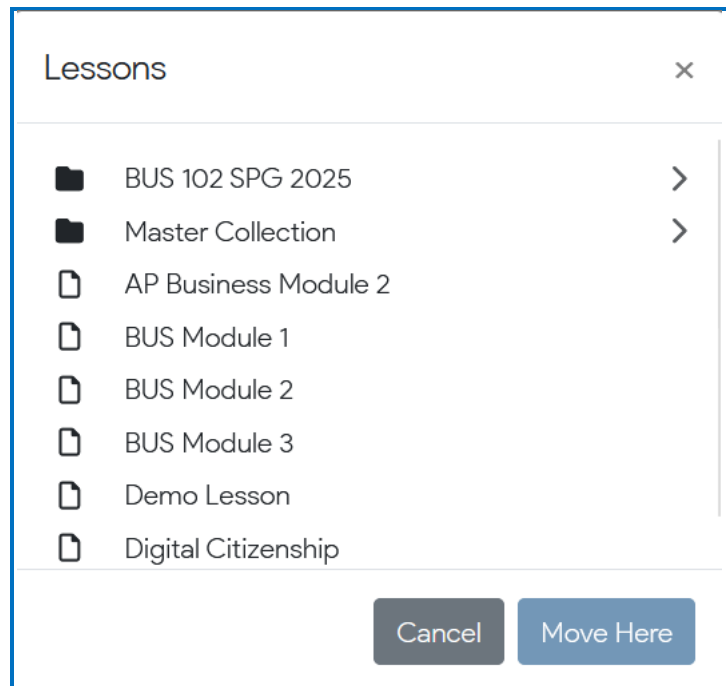 Lessons
BUS 102 SPG 2025
Master Collection
AP Business Module 2
BUS Module 1
BUS Module 2
BUS Module 3
Demo Lesson
Digital Citizenship
Cancel Move Here